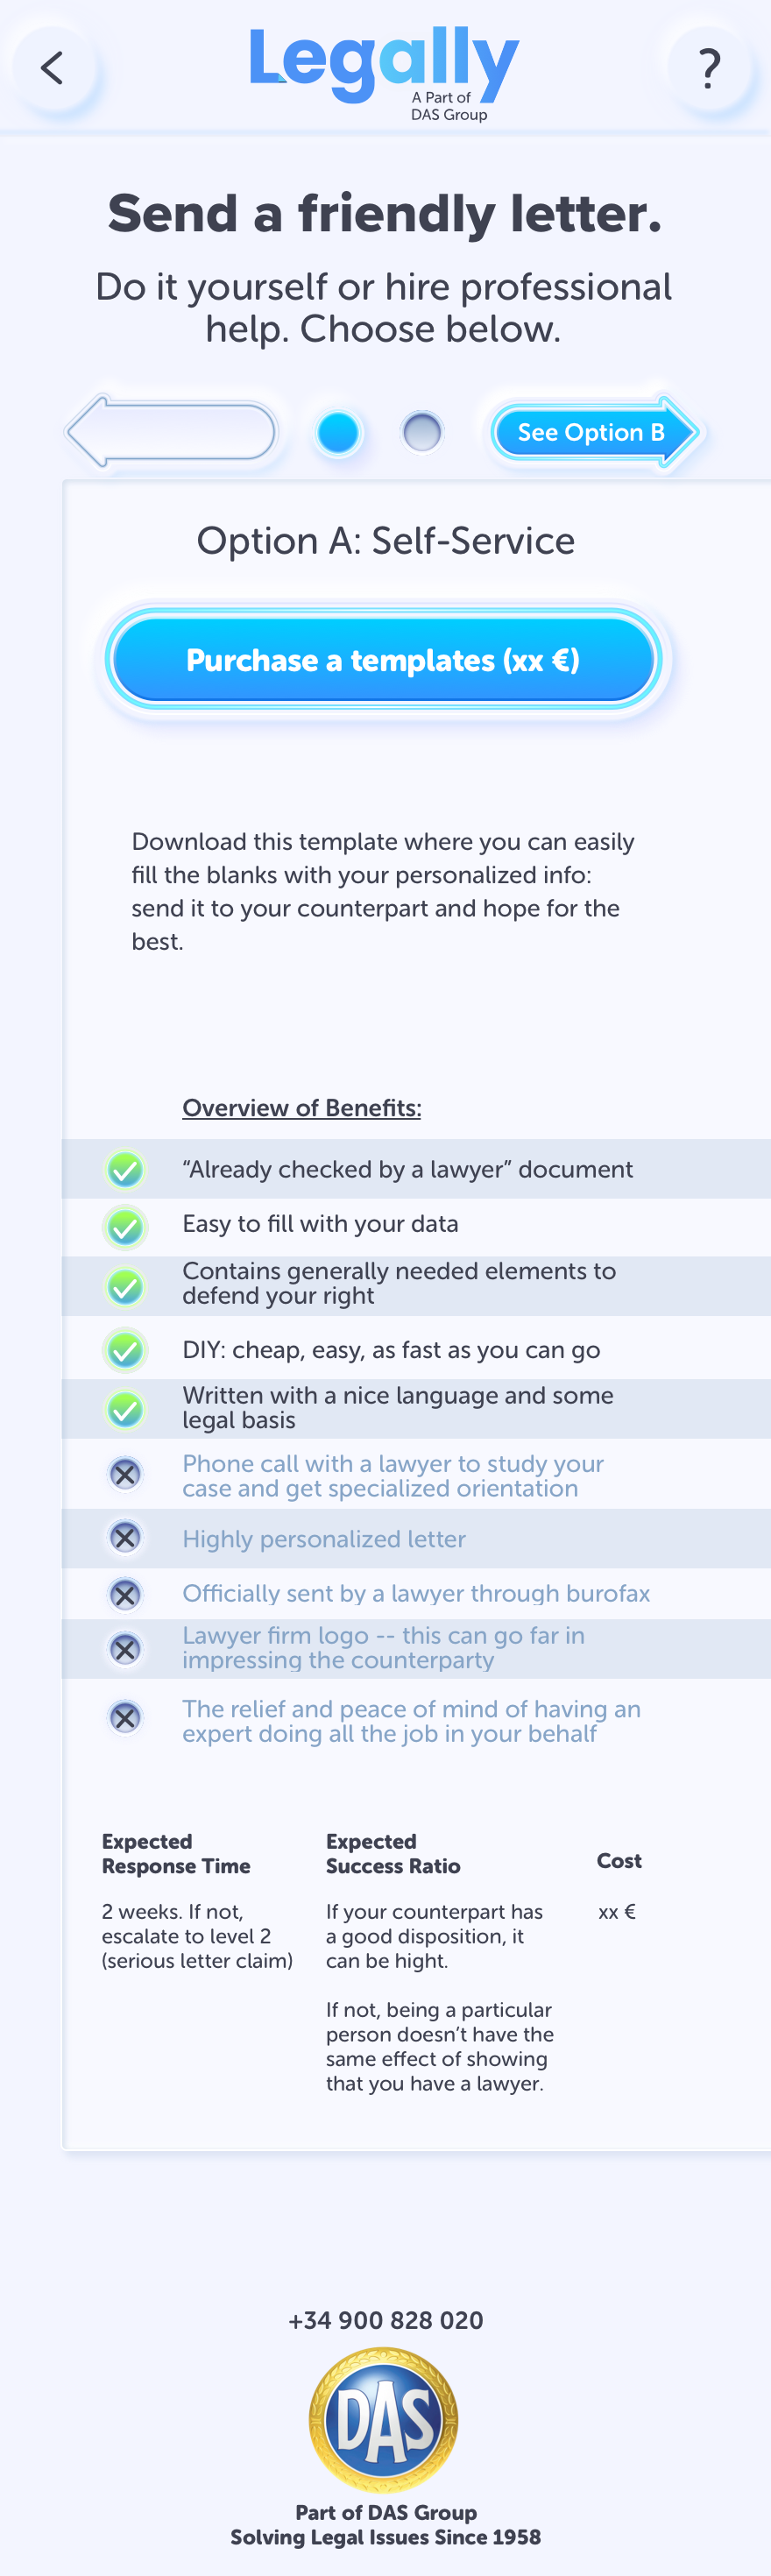 Legally
A Part of
DAS Group
Send a friendly letter.
Do it yourself or hire professional
help. Choose below.
See Option B
Option A: Self-Service
Purchase a templates (xx €)
Download this template where you can easily
fill the blanks with your personalized info:
send it to your counterpart and hope for the
best.
Overview of Benefits:
“Already checked by a lawyer” document
Easy to fill with your data
Contains generally needed elements to
defend your right
DIY: cheap, easy, as fast as you can go
Written with a nice language and some
legal basis
Phone call with a lawyer to study your
case and get specialized orientation
Highly personalized letter
Officially sent by a lawyer through burofax
Lawyer firm logo -- this can go far in
impressing the counterparty
The relief and peace of mind of having an
expert doing all the job in your behalf
Expected
Response Time
2 weeks. If not,
escalate to level 2
(serious letter claim)
Expected
Success Ratio
If your counterpart has
a good disposition, it
can be hight.
If not, being a particular
person doesn’t have the
same effect of showing
that you have a lawyer.
Cost
xx €
+34 900 828 020
DAS
Part of DAS Group
Solving Legal Issues Since 1958